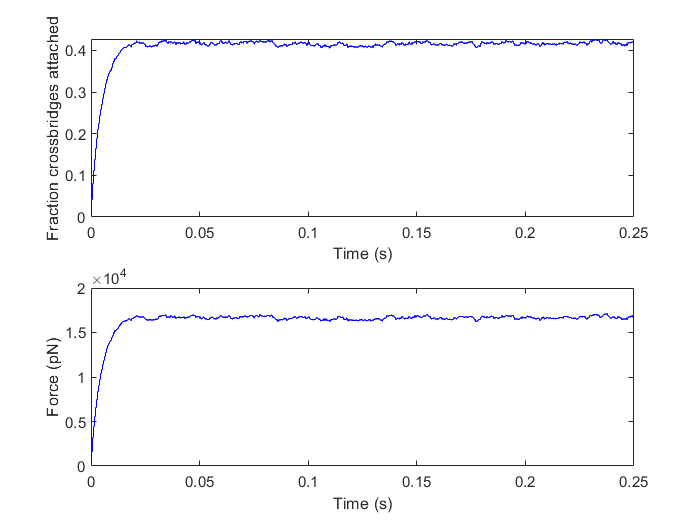 Fraction crossbridges attached
0.4
0.3
0.2
0.1
0
0 0.05 0.1 0.15 0.2 0.25
Time (s)
×10⁴
Force (pN)
2
1.5
1
0.5
0
0 0.05 0.1 0.15 0.2 0.25
Time (s)